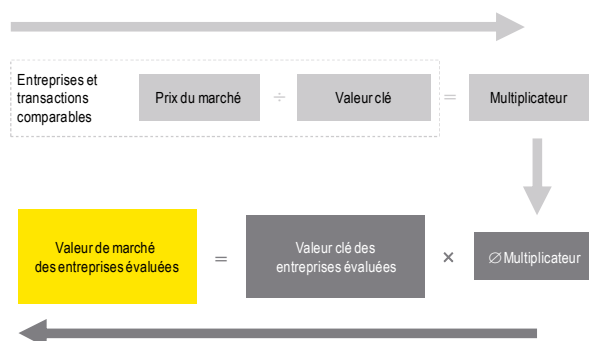 Entreprises et
transactions
comparables
Prix du marché
÷
Valeur clé
=
Multiplicateur
Valeur de marché
des entreprises évaluées
=
Valeur clé des
entreprises évaluées
×
∅ Multiplicateur